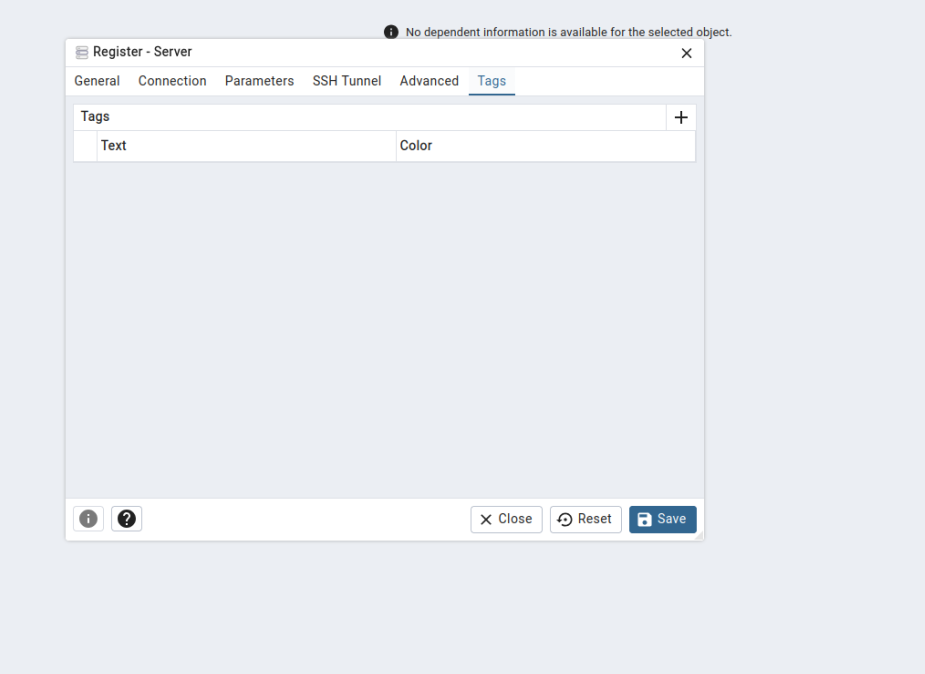 No dependent information is available for the selected object.
Register - Server
General Connection Parameters SSH Tunnel Advanced Tags
Tags
Text Color
Close Reset Save